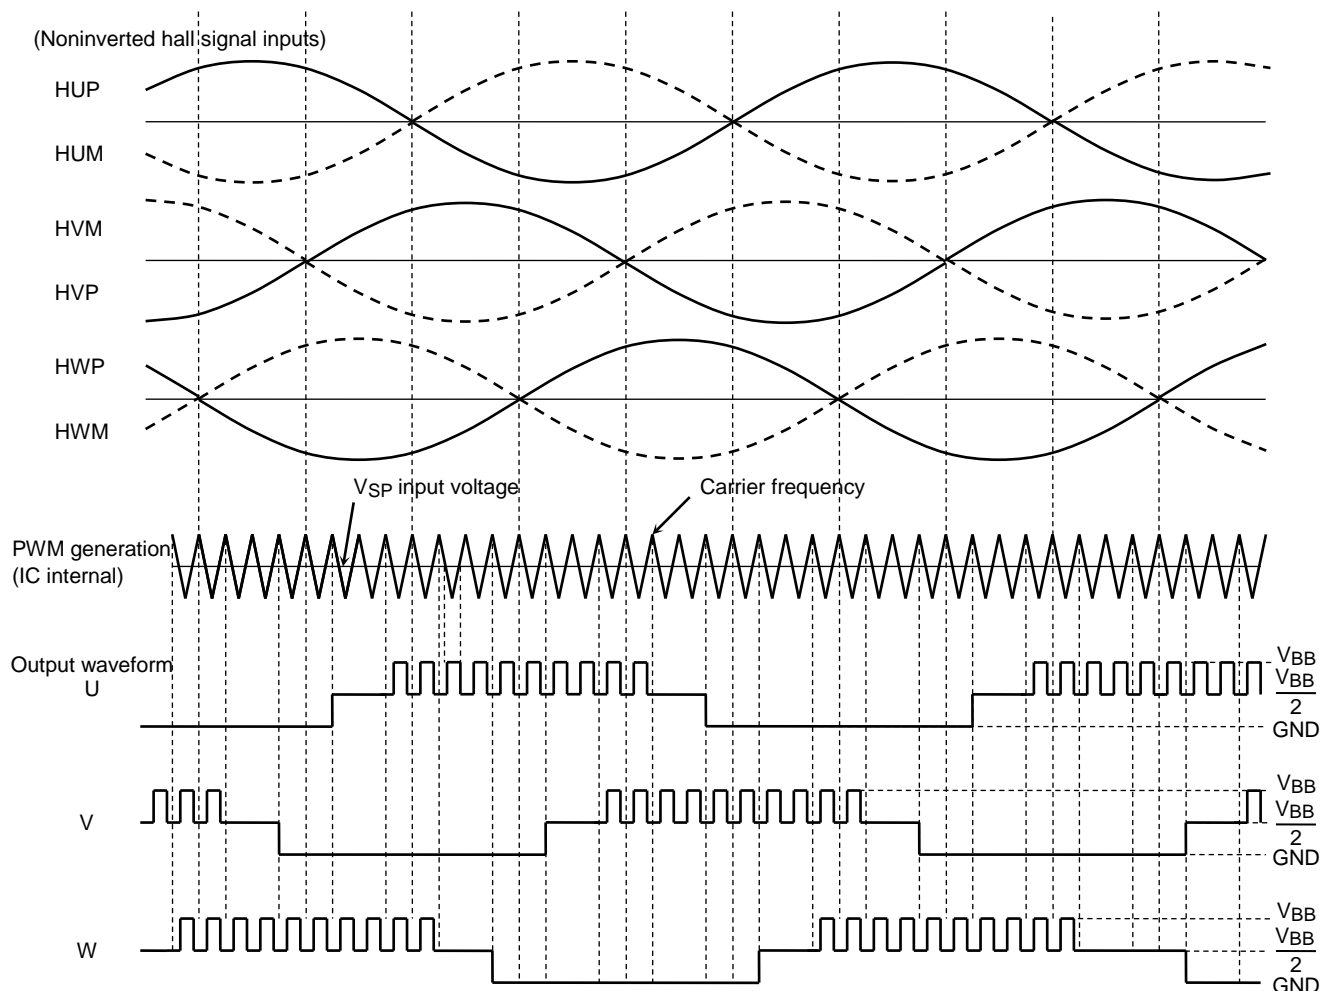 (Noninverted hall signal inputs)
HUP
HUM
HVM
HVP
HWP
HWM
VSP input voltage
Carrier frequency
PWM generation
(IC internal)
Output waveform
U
VBB
VBB
2
GND
V
VBB
VBB
2
GND
W
VBB
VBB
2
GND